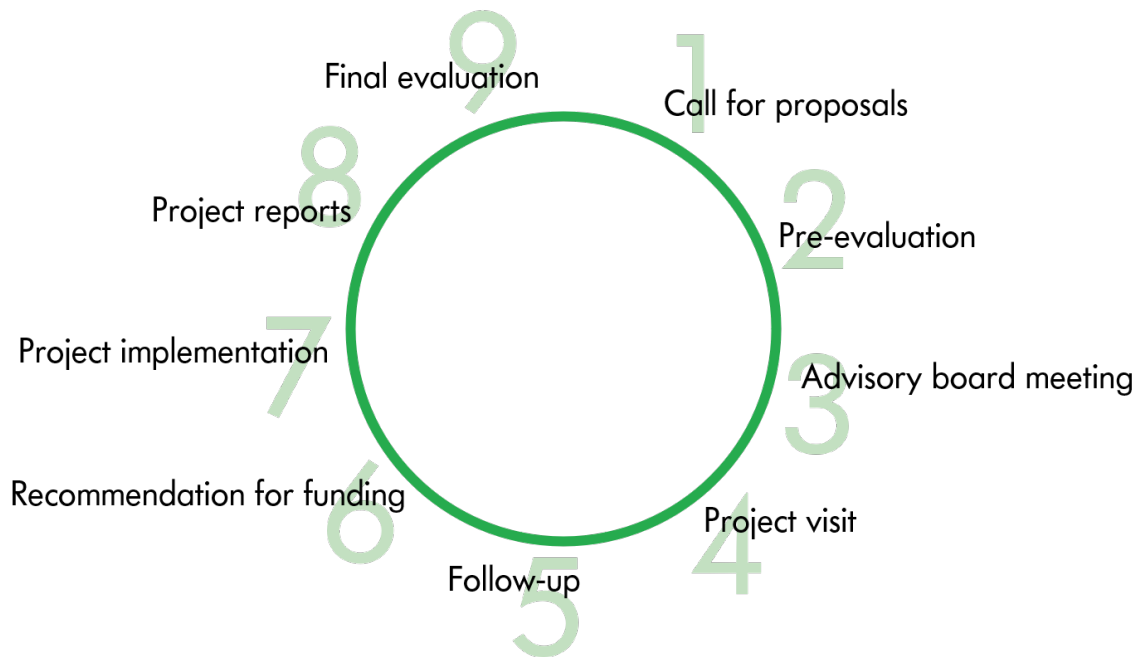 1
Call for proposals
2
Pre-evaluation
3
Advisory board meeting
4
Project visit
5
Follow-up
6
Recommendation for funding
7
Project implementation
8
Project reports
9
Final evaluation